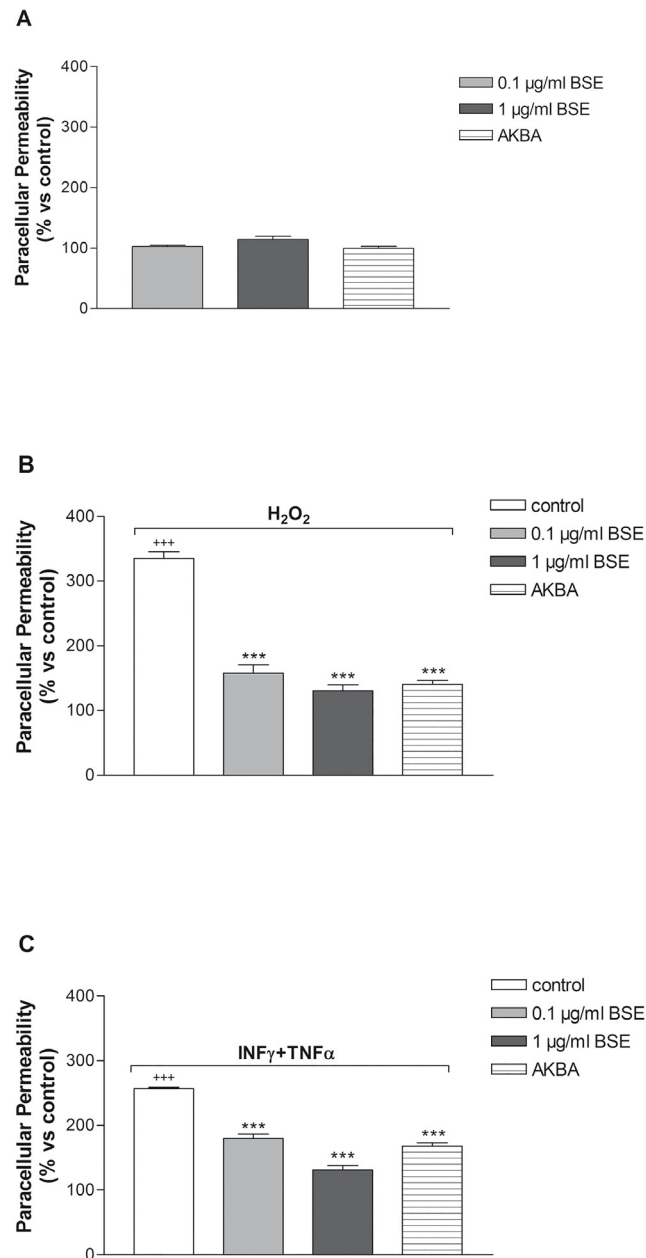 A
Paracellular Permeability
(% vs control)
400
300
200
100
0
0.1 µg/ml BSE
1 µg/ml BSE
AKBA
B
Paracellular Permeability
(% vs control)
400
300
200
100
0
H₂O₂
+++
***
***
***
control
0.1 µg/ml BSE
1 µg/ml BSE
AKBA
C
Paracellular Permeability
(% vs control)
400
300
200
100
0
INFγ+TNFα
+++
***
***
***
control
0.1 µg/ml BSE
1 µg/ml BSE
AKBA